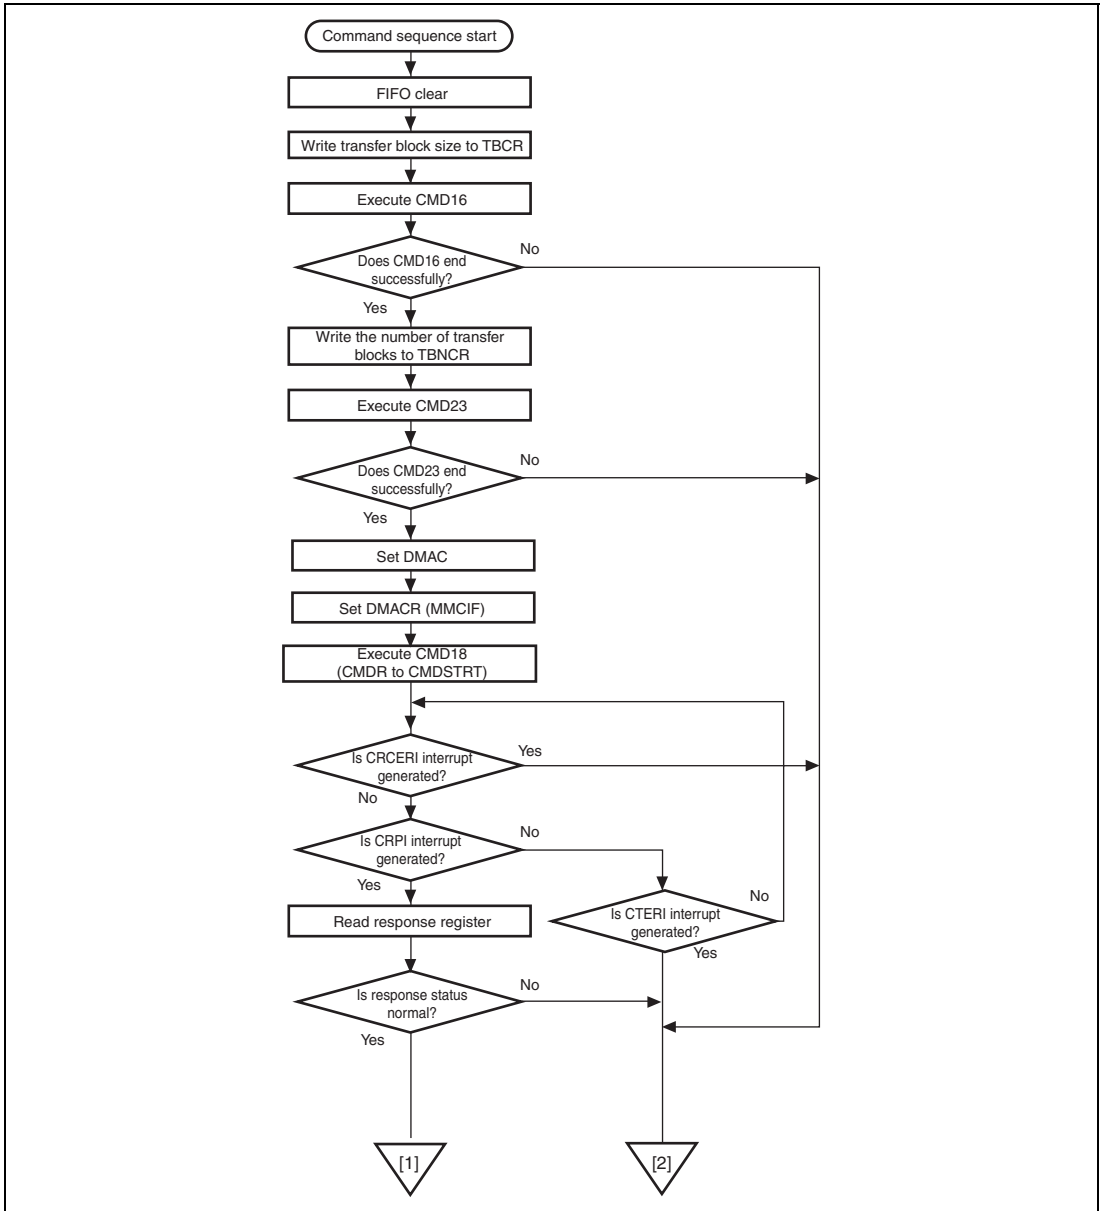 Command sequence start
FIFO clear
Write transfer block size to TBCR
Execute CMD16
Does CMD16 end
successfully?
No
Yes
Write the number of transfer
blocks to TBNCR
Execute CMD23
Does CMD23 end
successfully?
No
Yes
Set DMAC
Set DMACR (MMCIF)
Execute CMD18
(CMDR to CMDSTRT)
Is CRCERI interrupt
generated?
Yes
No
Is CRPI interrupt
generated?
No
Yes
Is CTERI interrupt
generated?
No
Yes
Read response register
Is response status
normal?
No
Yes
[1]
[2]